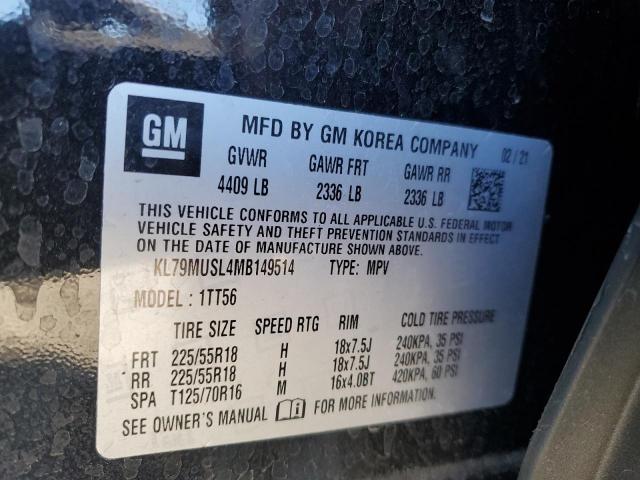 GM
MFD BY GM KOREA COMPANY 02/21
GVWR GAWR FRT GAWR RR
4409 LB 2336 LB 2336 LB
THIS VEHICLE CONFORMS TO ALL APPLICABLE U.S. FEDERAL MOTOR
VEHICLE SAFETY AND THEFT PREVENTION STANDARDS IN EFFECT
ON THE DATE OF MANUFACTURE SHOWN ABOVE.
KL79MUSL4MB149514 TYPE: MPV
MODEL : 1TT56
TIRE SIZE SPEED RTG RIM COLD TIRE PRESSURE
FRT 225/55R18 H 18x7.5J 240KPA, 35 PSI
RR 225/55R18 H 18x7.5J 240KPA, 35 PSI
SPA T125/70R16 M 16x4.0BT 420KPA, 60 PSI
SEE OWNER'S MANUAL FOR MORE INFORMATION.